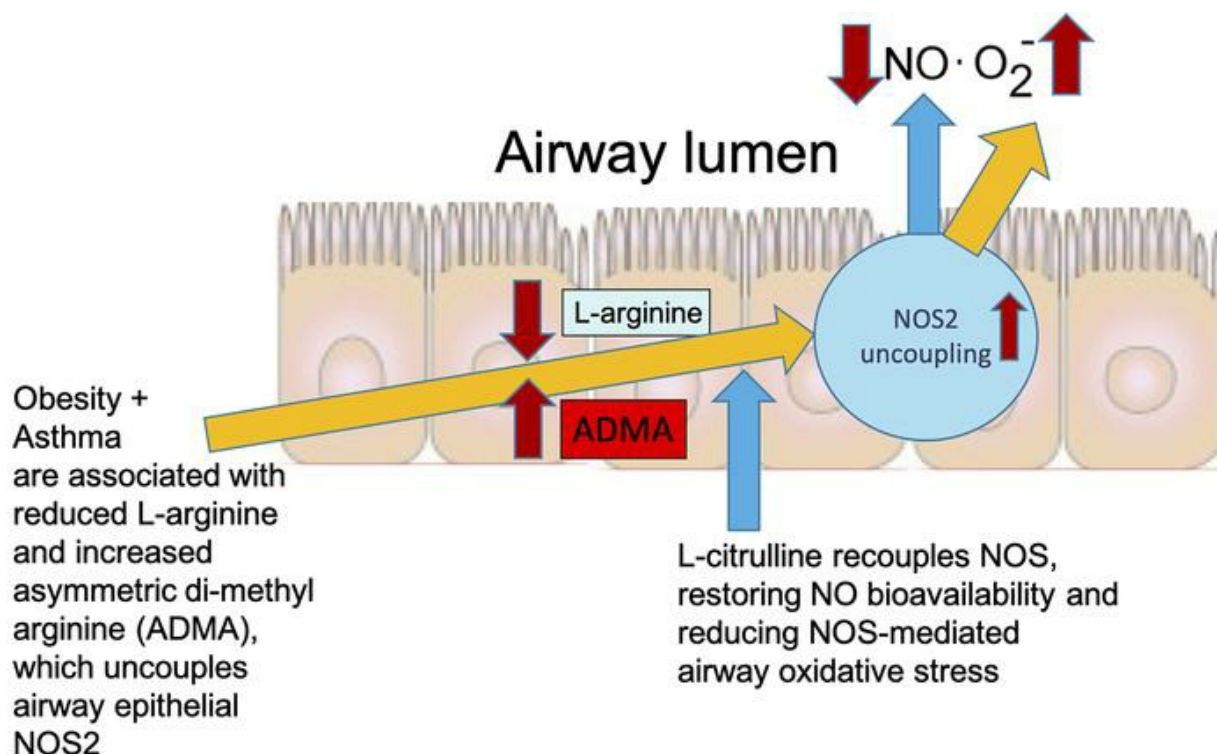 NO· O₂⁻
Airway lumen
L-arginine
NOS2
uncoupling
ADMA
Obesity +
Asthma
are associated with
reduced L-arginine
and increased
asymmetric di-methyl
arginine (ADMA),
which uncouples
airway epithelial
NOS2
L-citrulline recouples NOS,
restoring NO bioavailability and
reducing NOS-mediated
airway oxidative stress